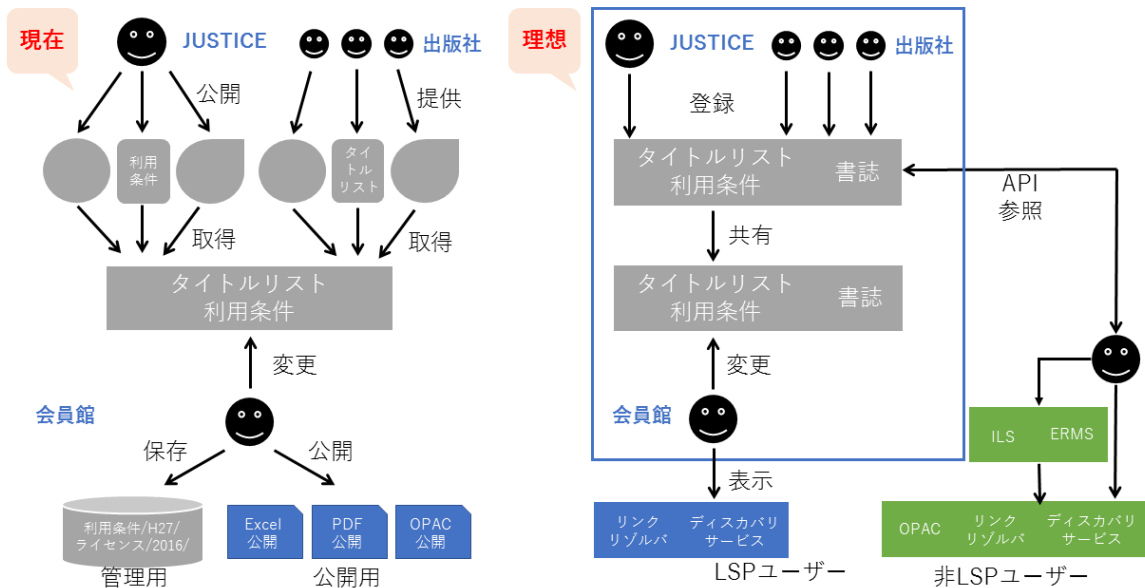 現在
JUSTICE
出版社
公開
提供
利用
条件
タイ
トル
リスト
取得
取得
タイトルリスト
利用条件
変更
会員館
保存
公開
利用条件/H27/
ライセンス/2016/
管理用
Excel
公開
PDF
公開
OPAC
公開
公開用
理想
JUSTICE
出版社
登録
タイトルリスト
利用条件
書誌
API
参照
共有
タイトルリスト
利用条件
書誌
変更
会員館
表示
リンク
リゾルバ
ディスカバリ
サービス
LSPユーザー
ILS
ERMS
OPAC
リンク
リゾルバ
ディスカバリ
サービス
非LSPユーザー